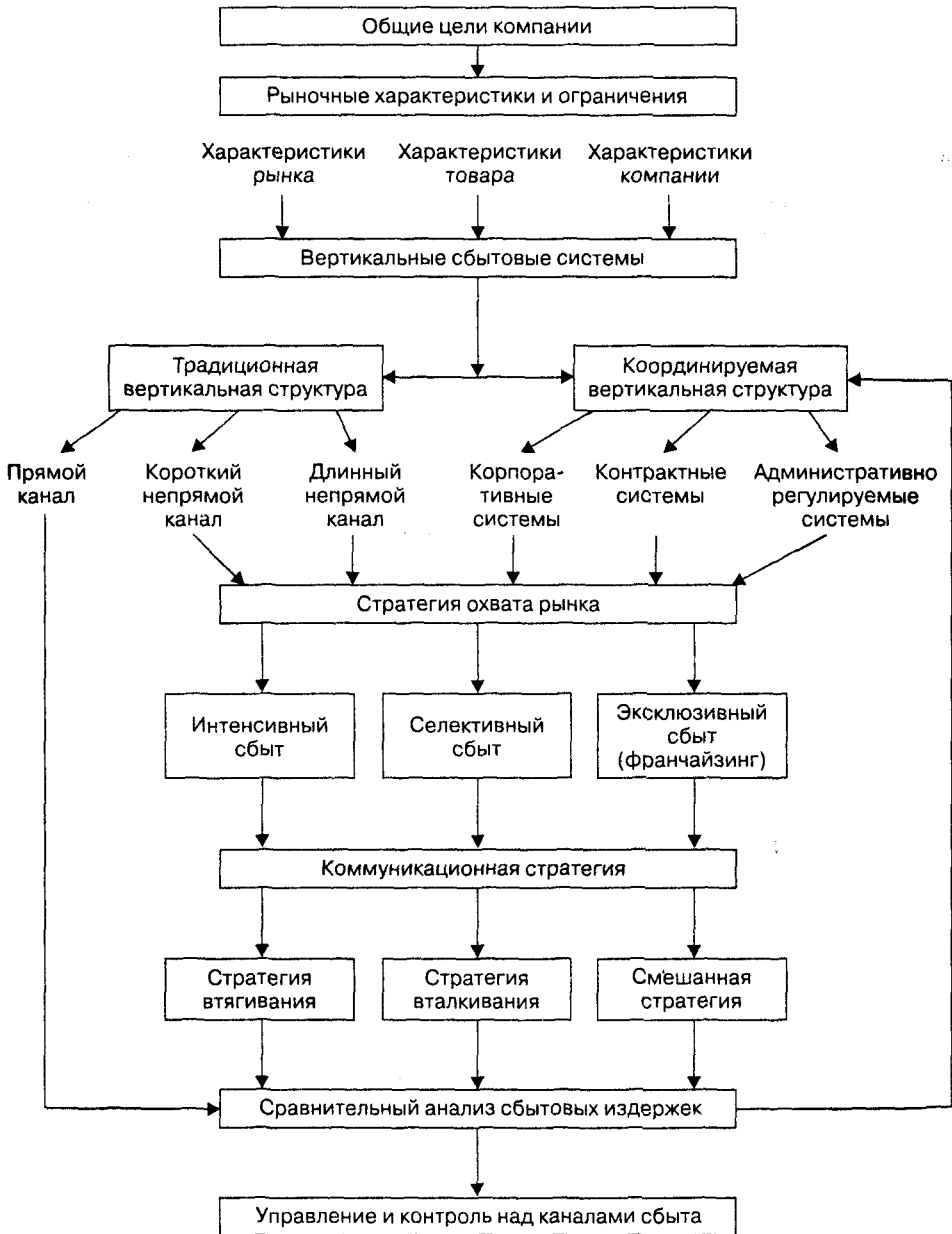 Общие цели компании
Рыночные характеристики и ограничения
Характеристики
рынка
Характеристики
товара
Характеристики
компании
Вертикальные сбытовые системы
Традиционная
вертикальная структура
Координируемая
вертикальная структура
Прямой
канал
Короткий
непрямой
канал
Длинный
непрямой
канал
Корпора-
тивные
системы
Контрактные
системы
Административно
регулируемые
системы
Стратегия охвата рынка
Интенсивный
сбыт
Селективный
сбыт
Эксклюзивный
сбыт
(франчайзинг)
Коммуникационная стратегия
Стратегия
втягивания
Стратегия
вталкивания
Смешанная
стратегия
Сравнительный анализ сбытовых издержек
Управление и контроль над каналами сбыта